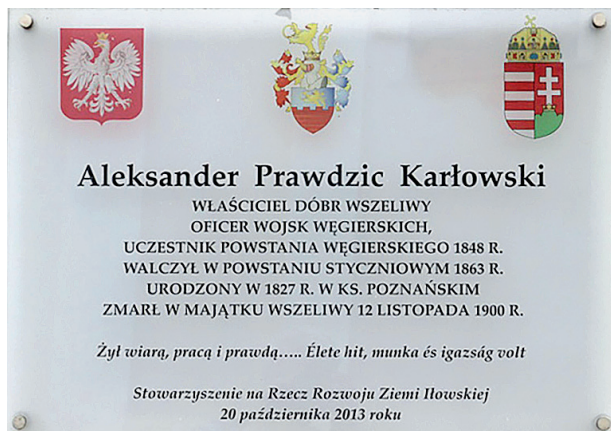 Aleksander Prawdzic Karłowski
WŁAŚCICIEL DÓBR WSZELIWY
OFICER WOJSK WĘGIERSKICH,
UCZESTNIK POWSTANIA WĘGIERSKIEGO 1848 R.
WALCZYŁ W POWSTANIU STYCZNIOWYM 1863 R.
URODZONY W 1827 R. W KS. POZNAŃSKIM
ZMARŁ W MAJĄTKU WSZELIWY 12 LISTOPADA 1900 R.
Żył wiarą, pracą i prawdą….. Élete hit, munka és igazság volt
Stowarzyszenie na Rzecz Rozwoju Ziemi Iłowskiej
20 października 2013 roku